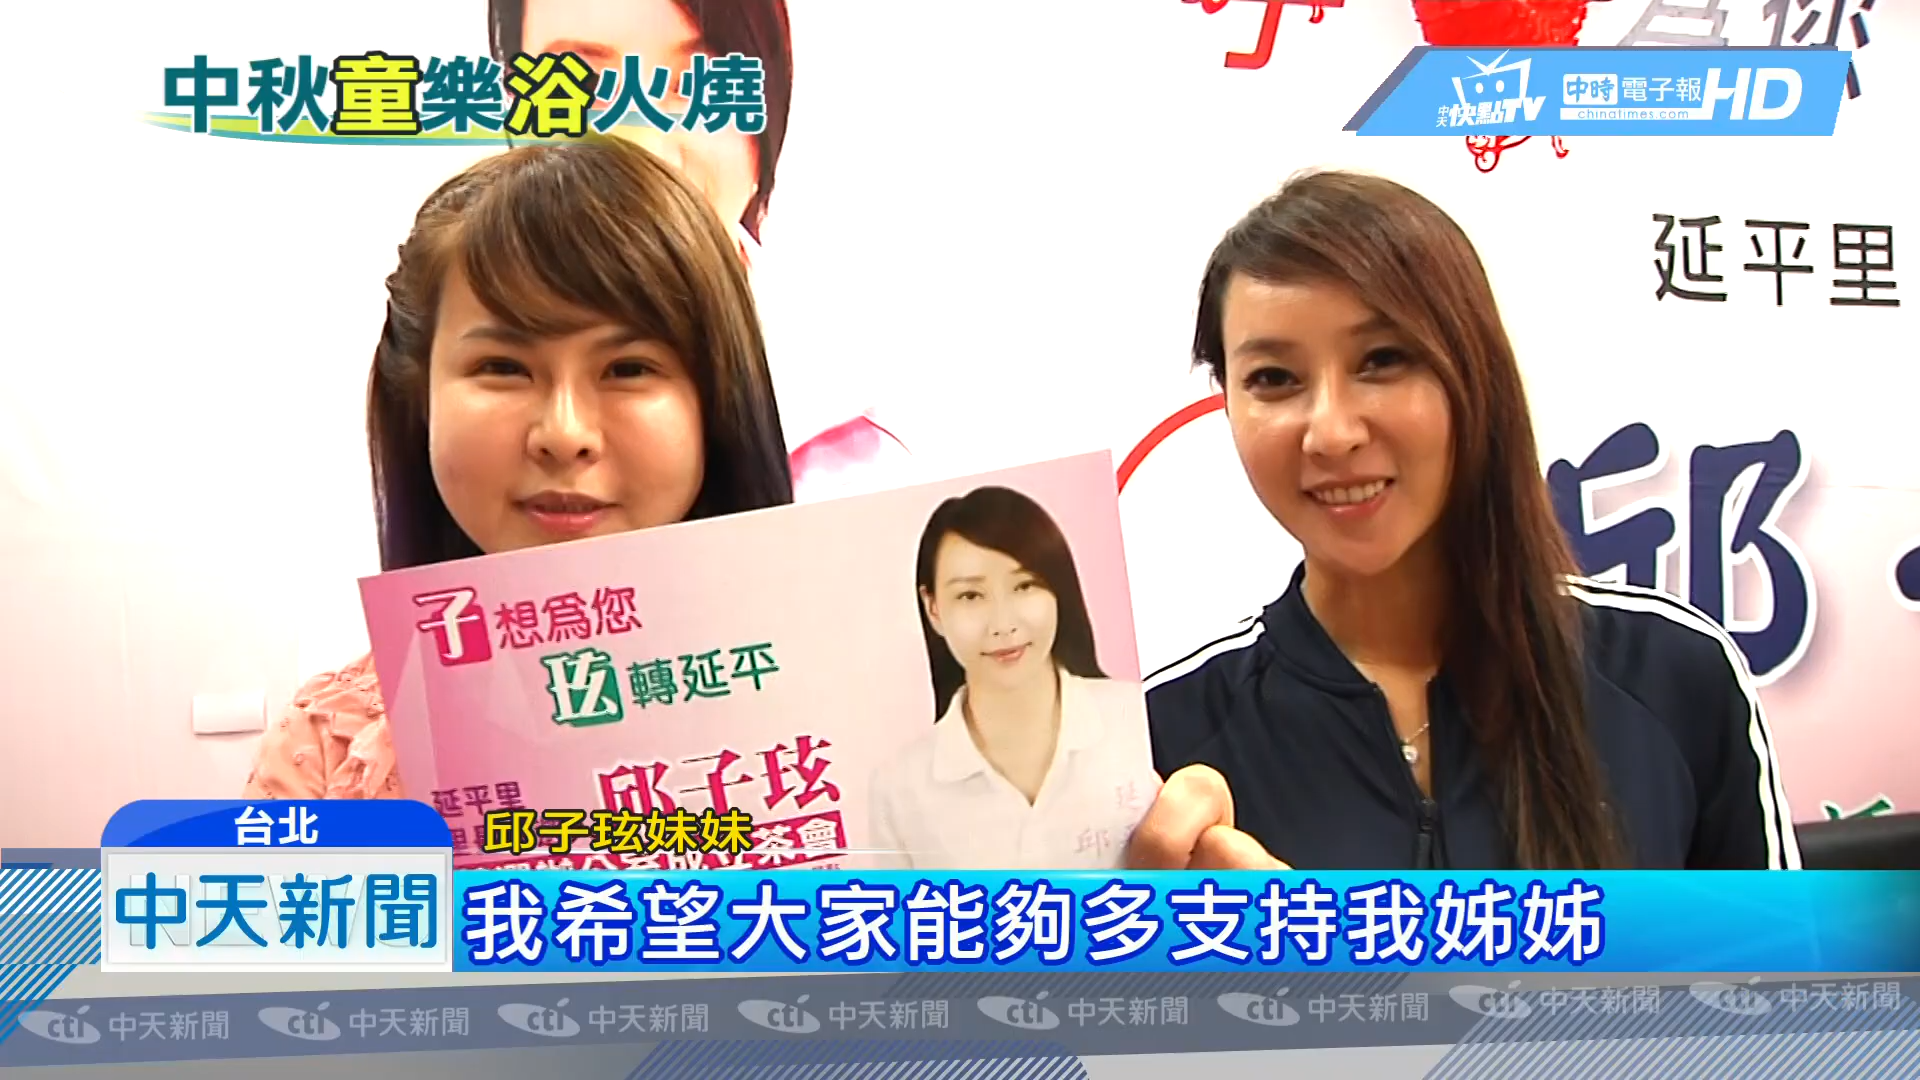 中秋童樂浴火燒
中天快點TV 中時電子報 HD
chinatimes.com
延平里
邱
子想為您
玹轉延平
邱子玹
延平里
茶會
台北
邱子玹妹妹
中天新聞
我希望大家能夠多支持我姊姊
cti 中天新聞 cti 中天新聞 cti 中天新聞 cti 中天新聞 cti 中天新聞 cti 中天新聞 cti 中天新聞 cti 中天新聞